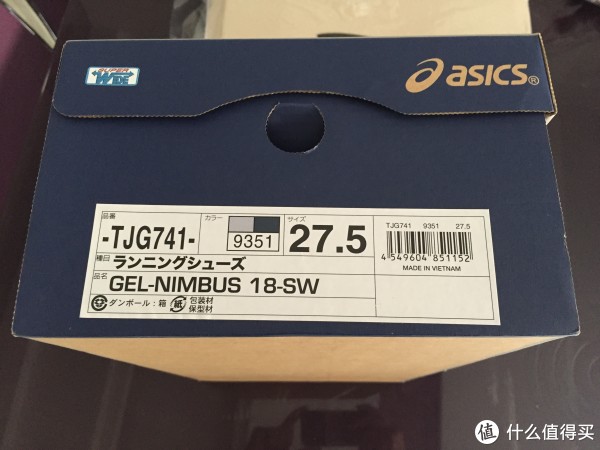 SUPER
WIDE
asics®
品番
-TJG741-
カラー
9351
サイズ
27.5
種目
ランニングシューズ
品名
GEL-NIMBUS 18-SW
ダンボール:箱
紙
包装材
保型材
TJG741 9351 27.5
4 549604 851152
MADE IN VIETNAM
值 什么值得买